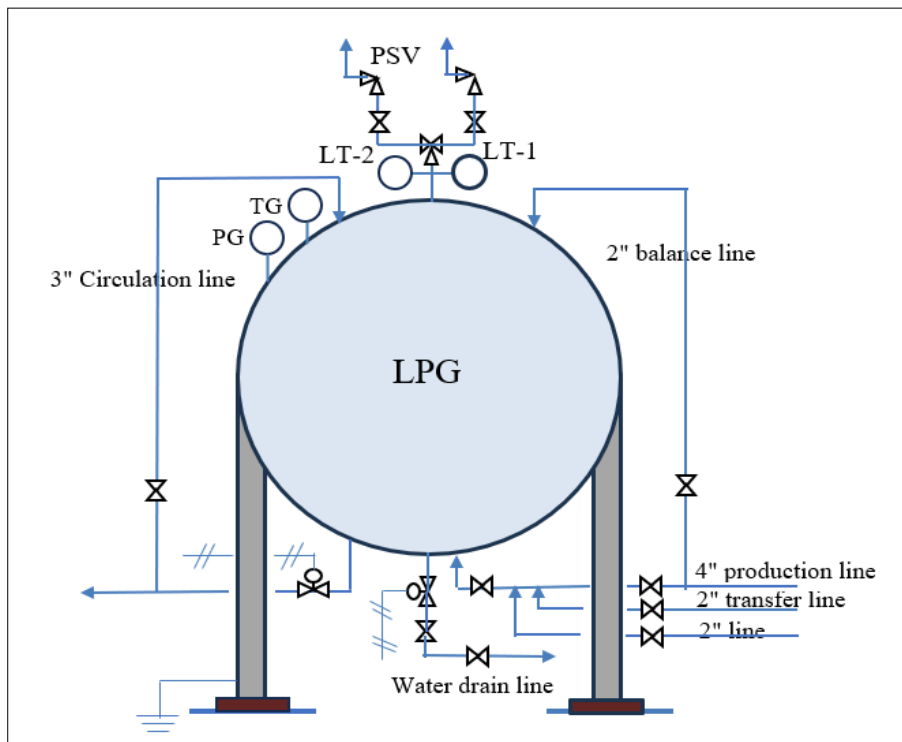 PSV
LT-2
LT-1
TG
PG
3" Circulation line
2" balance line
LPG
4" production line
2" transfer line
2" line
Water drain line